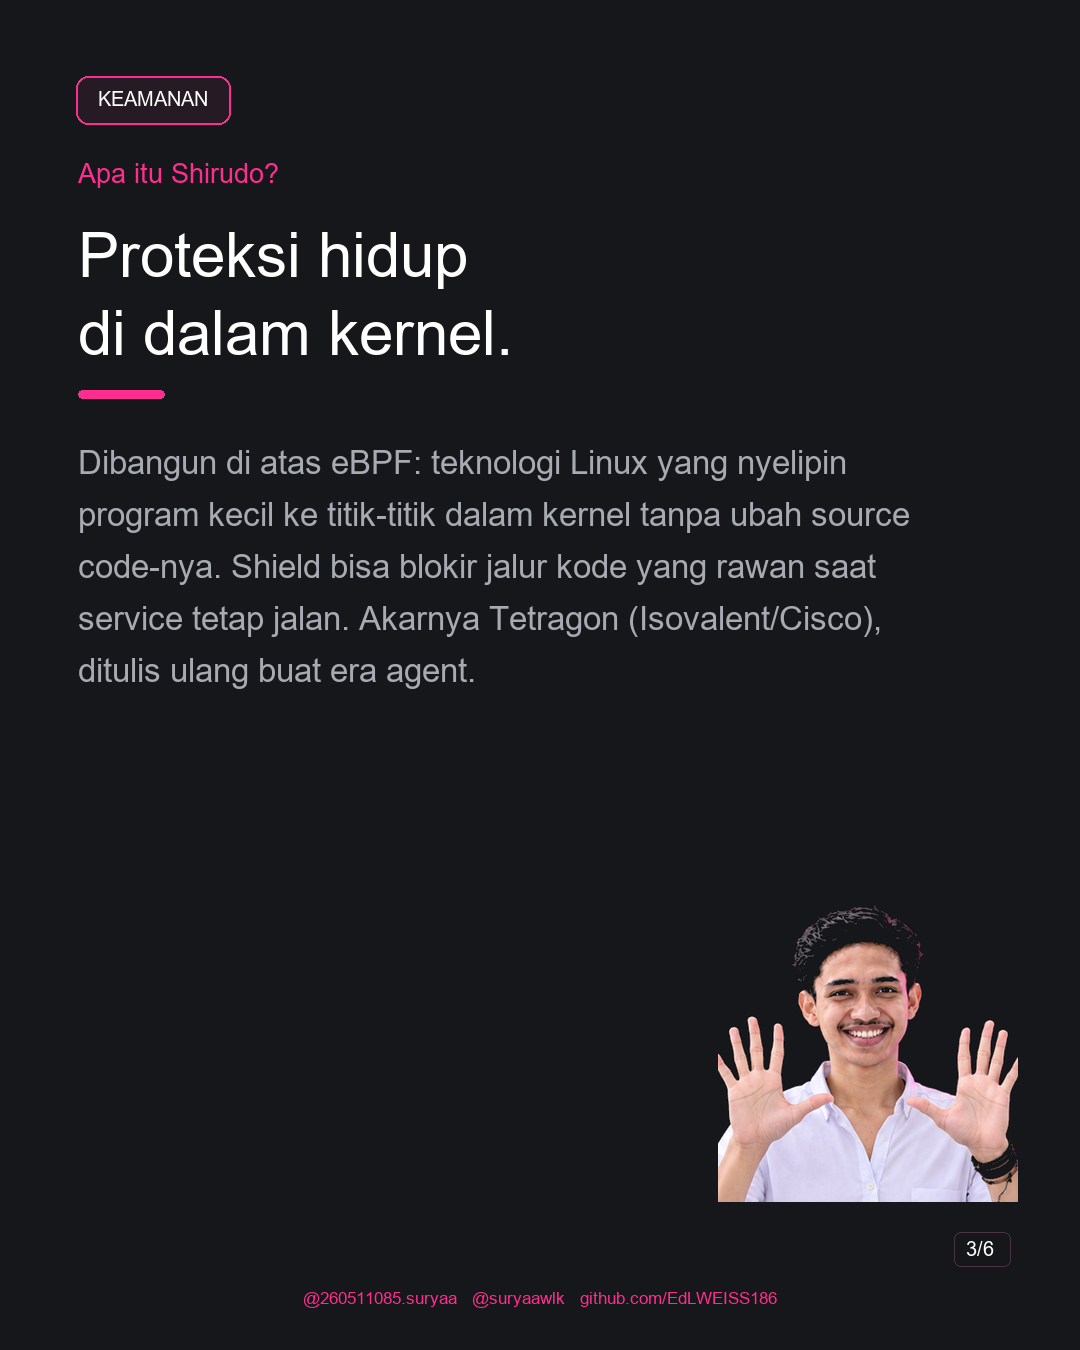 KEAMANAN
Apa itu Shirudo?
Proteksi hidup
di dalam kernel.
Dibangun di atas eBPF: teknologi Linux yang nyelipin
program kecil ke titik-titik dalam kernel tanpa ubah source
code-nya. Shield bisa blokir jalur kode yang rawan saat
service tetap jalan. Akarnya Tetragon (Isovalent/Cisco),
ditulis ulang buat era agent.
3/6
@260511085.suryaa @suryaawlk github.com/EdLWEISS186